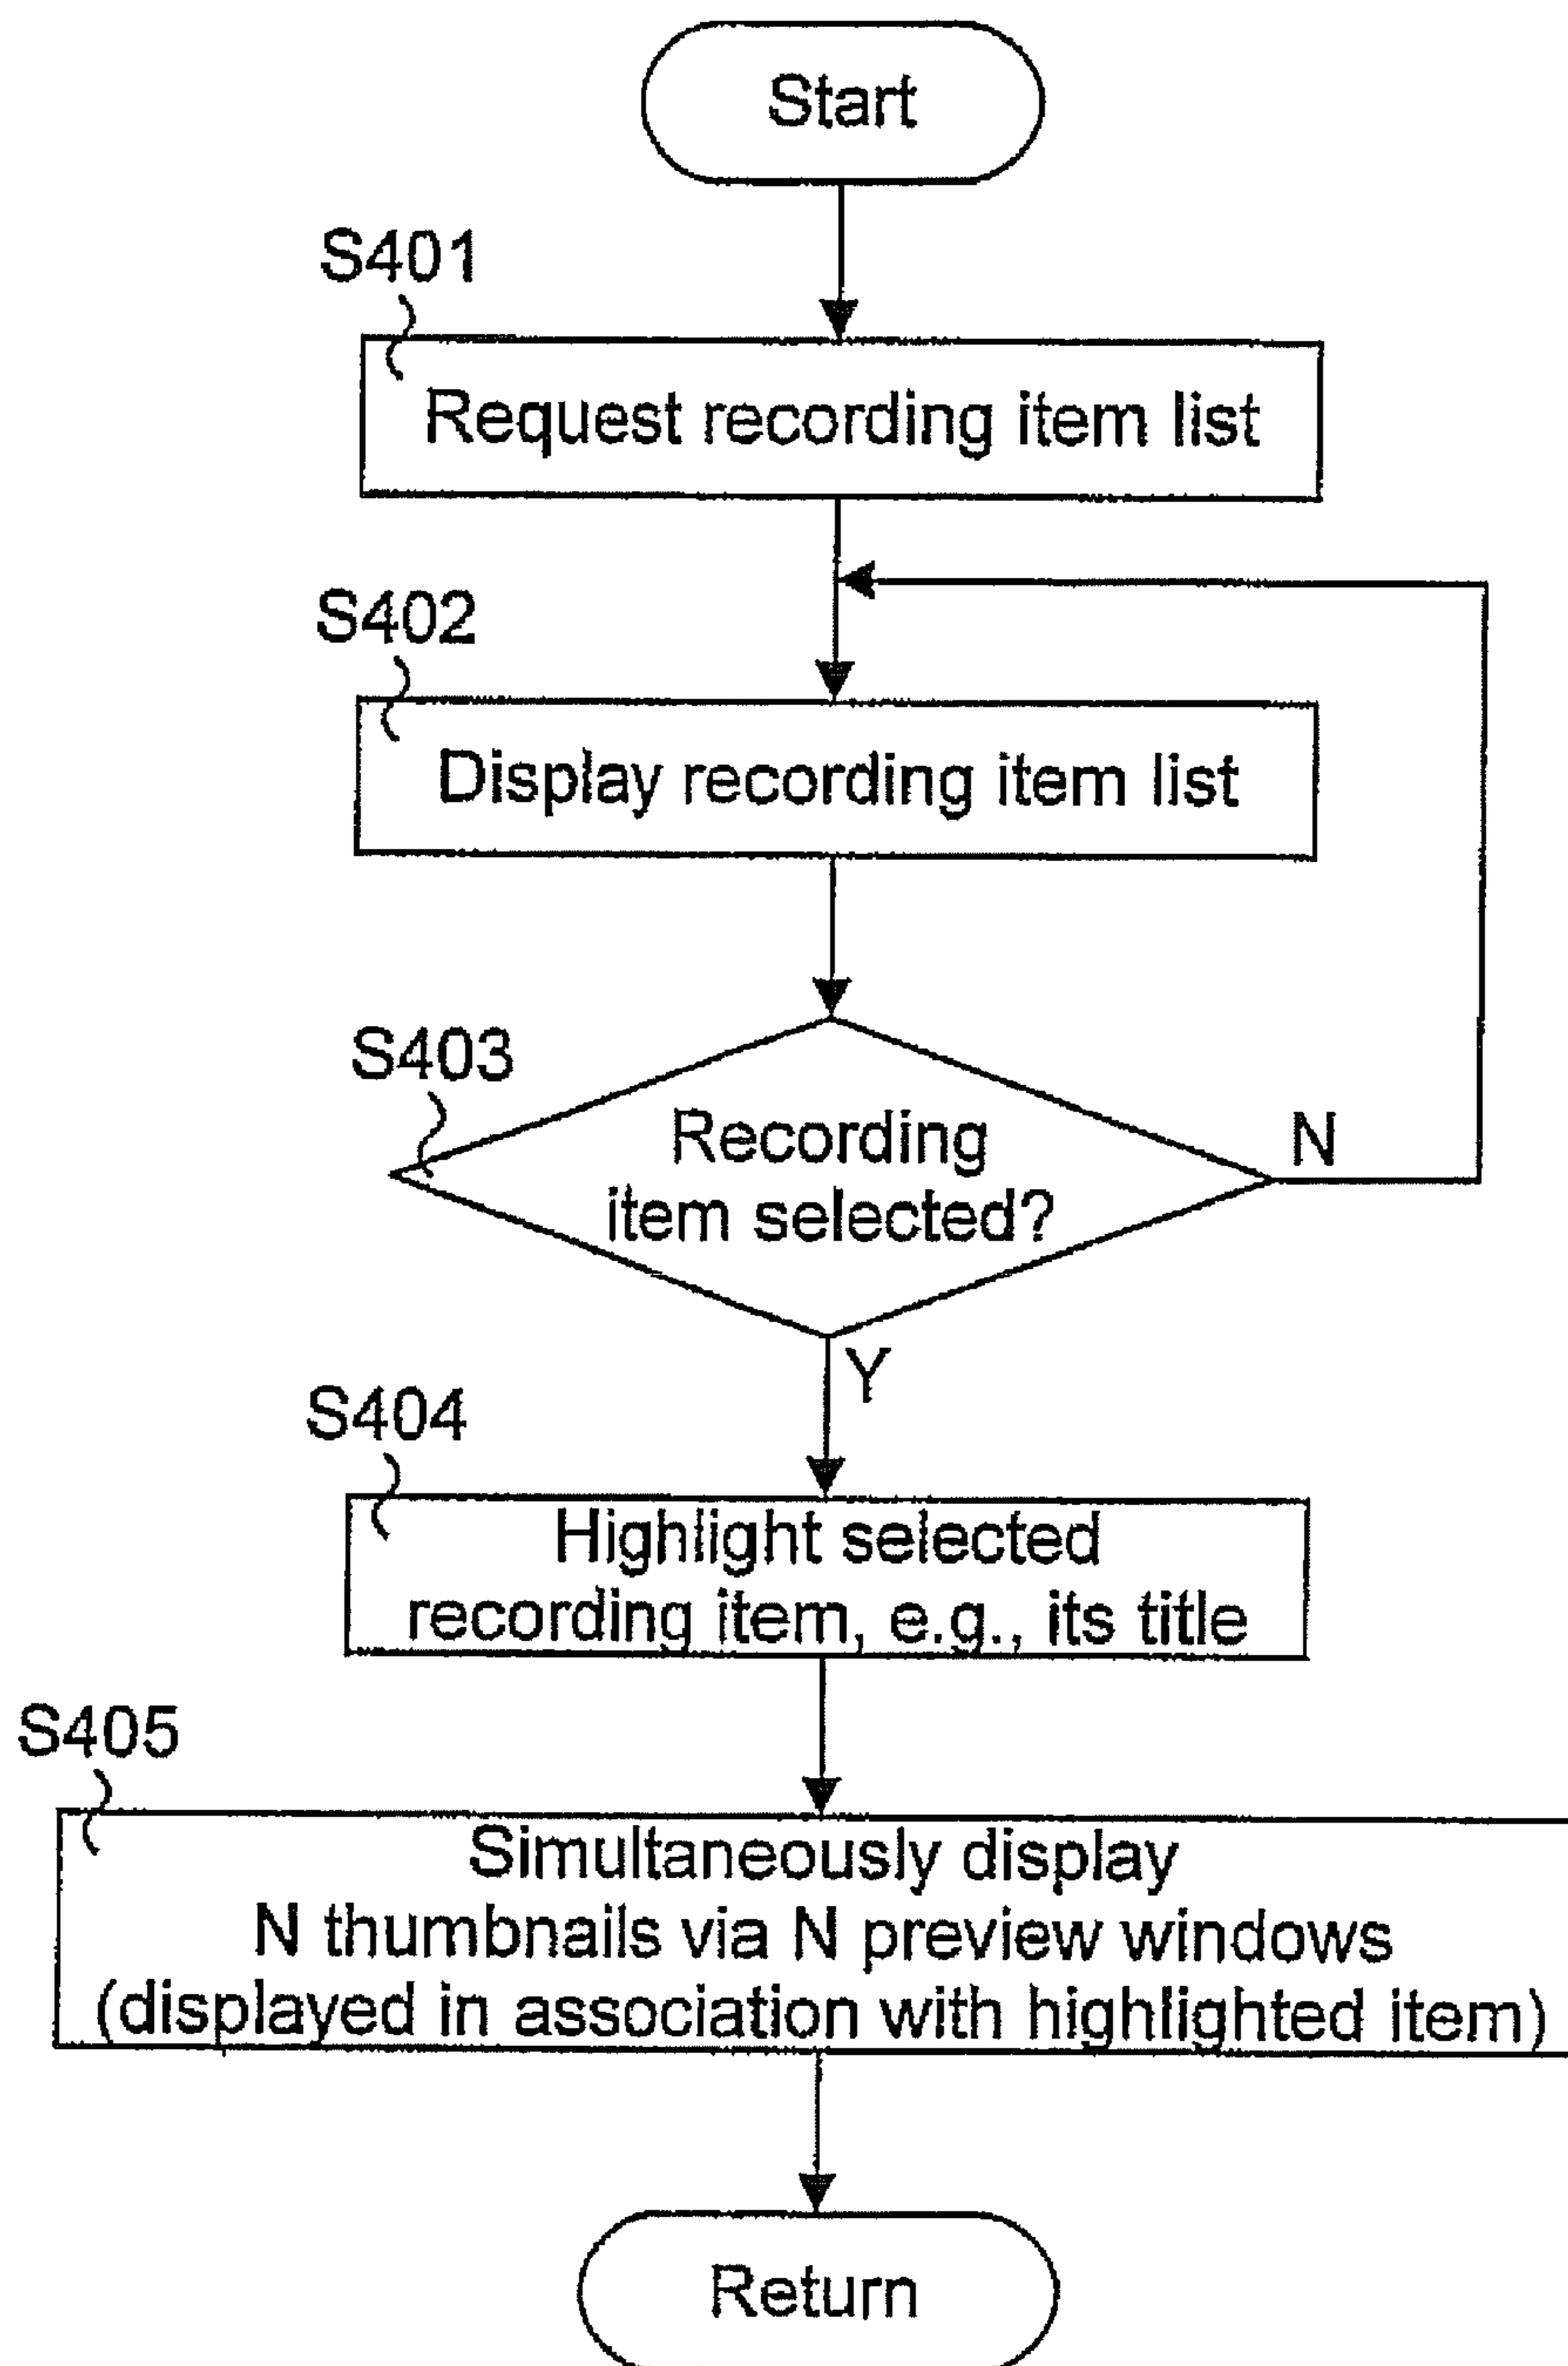 Start
S401
Request recording item list
S402
Display recording item list
S403
Recording
item selected?
N
Y
S404
Highlight selected
recording item, e.g., its title
S405
Simultaneously display
N thumbnails via N preview windows
(displayed in association with highlighted item)
Return